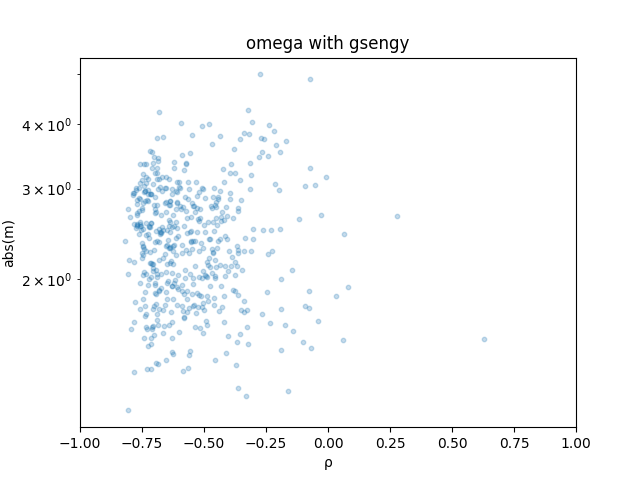 omega with gsengy
abs(m)
4 × 10⁰
3 × 10⁰
2 × 10⁰
−1.00 −0.75 −0.50 −0.25 0.00 0.25 0.50 0.75 1.00
ρ